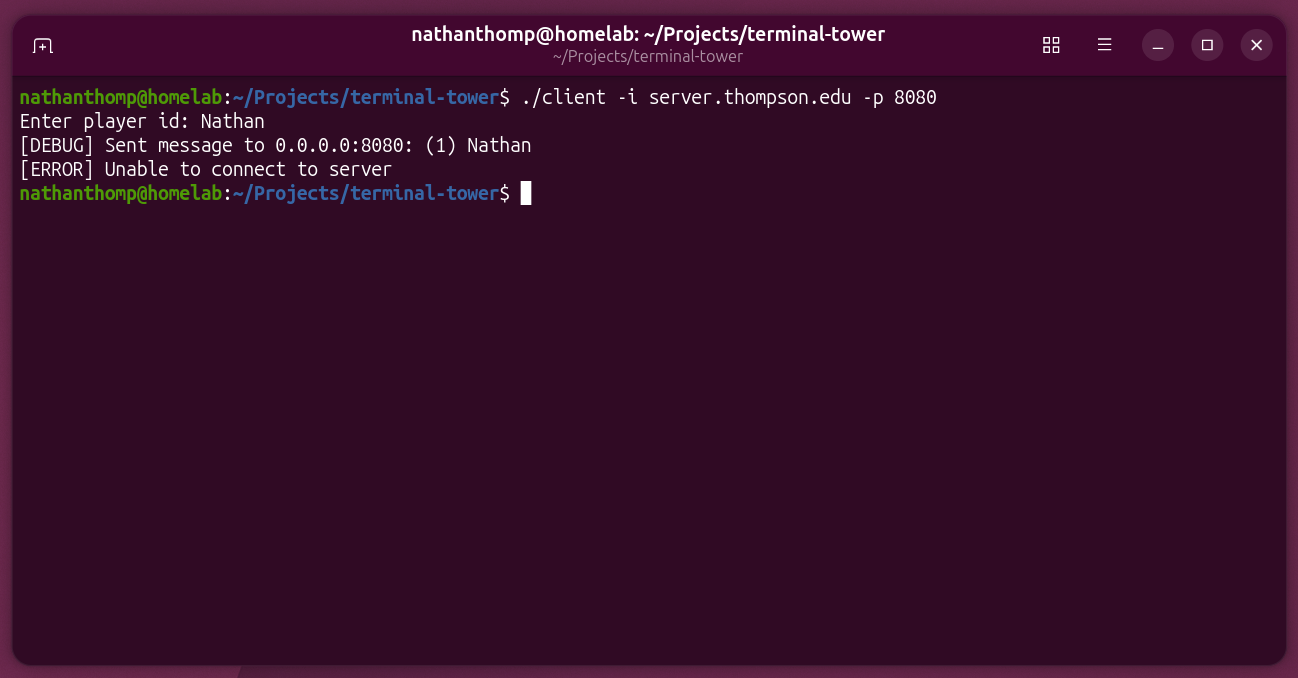 nathanthomp@homelab: ~/Projects/terminal-tower
~/Projects/terminal-tower
nathanthomp@homelab:~/Projects/terminal-tower$ ./client -i server.thompson.edu -p 8080
Enter player id: Nathan
[DEBUG] Sent message to 0.0.0.0:8080: (1) Nathan
[ERROR] Unable to connect to server
nathanthomp@homelab:~/Projects/terminal-tower$